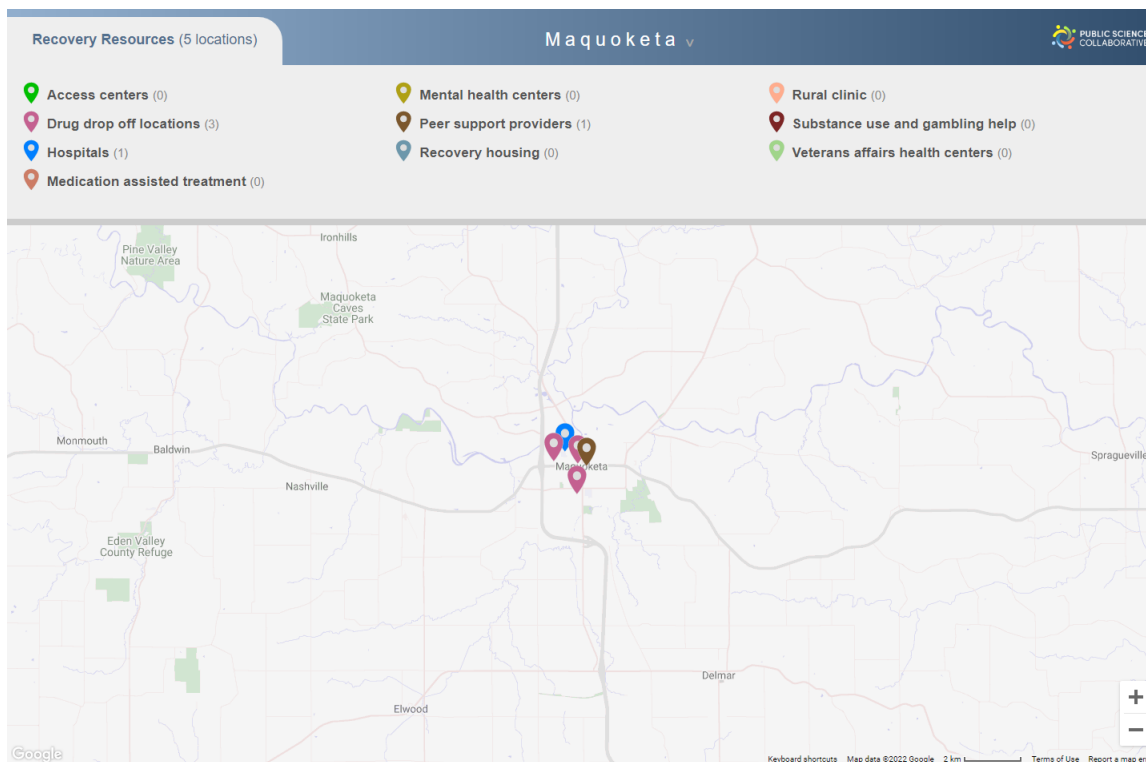 Recovery Resources (5 locations)
Maquoketa v
PUBLIC SCIENCE
COLLABORATIVE
Access centers (0)
Mental health centers (0)
Rural clinic (0)
Drug drop off locations (3)
Peer support providers (1)
Substance use and gambling help (0)
Hospitals (1)
Recovery housing (0)
Veterans affairs health centers (0)
Medication assisted treatment (0)
Ironhills
Pine Valley
Nature Area
Maquoketa
Caves
State Park
Monmouth
Baldwin
Maquoketa
Spragueville
Nashville
Eden Valley
County Refuge
Delmar
Elwood
+
−
Google
Keyboard shortcuts Map data ©2022 Google 2 km Terms of Use Report a map er